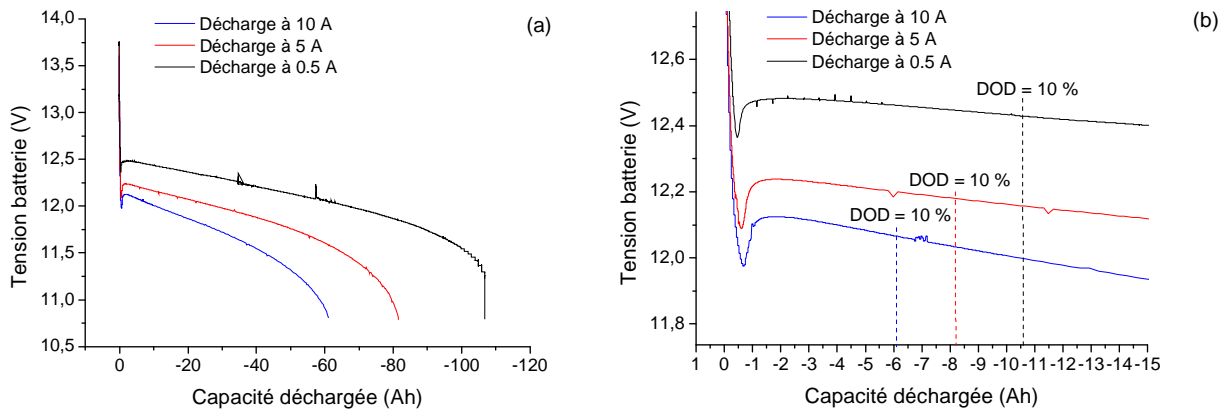 (a)
Décharge à 10 A
Décharge à 5 A
Décharge à 0.5 A
Tension batterie (V)
14,0
13,5
13,0
12,5
12,0
11,5
11,0
10,5
0 -20 -40 -60 -80 -100 -120
Capacité déchargée (Ah)
(b)
Décharge à 10 A
Décharge à 5 A
Décharge à 0.5 A
DOD = 10 %
DOD = 10 %
DOD = 10 %
Tension batterie (V)
12,6
12,4
12,2
12,0
11,8
1 0 -1 -2 -3 -4 -5 -6 -7 -8 -9 -10 -11 -12 -13 -14 -15
Capacité déchargée (Ah)